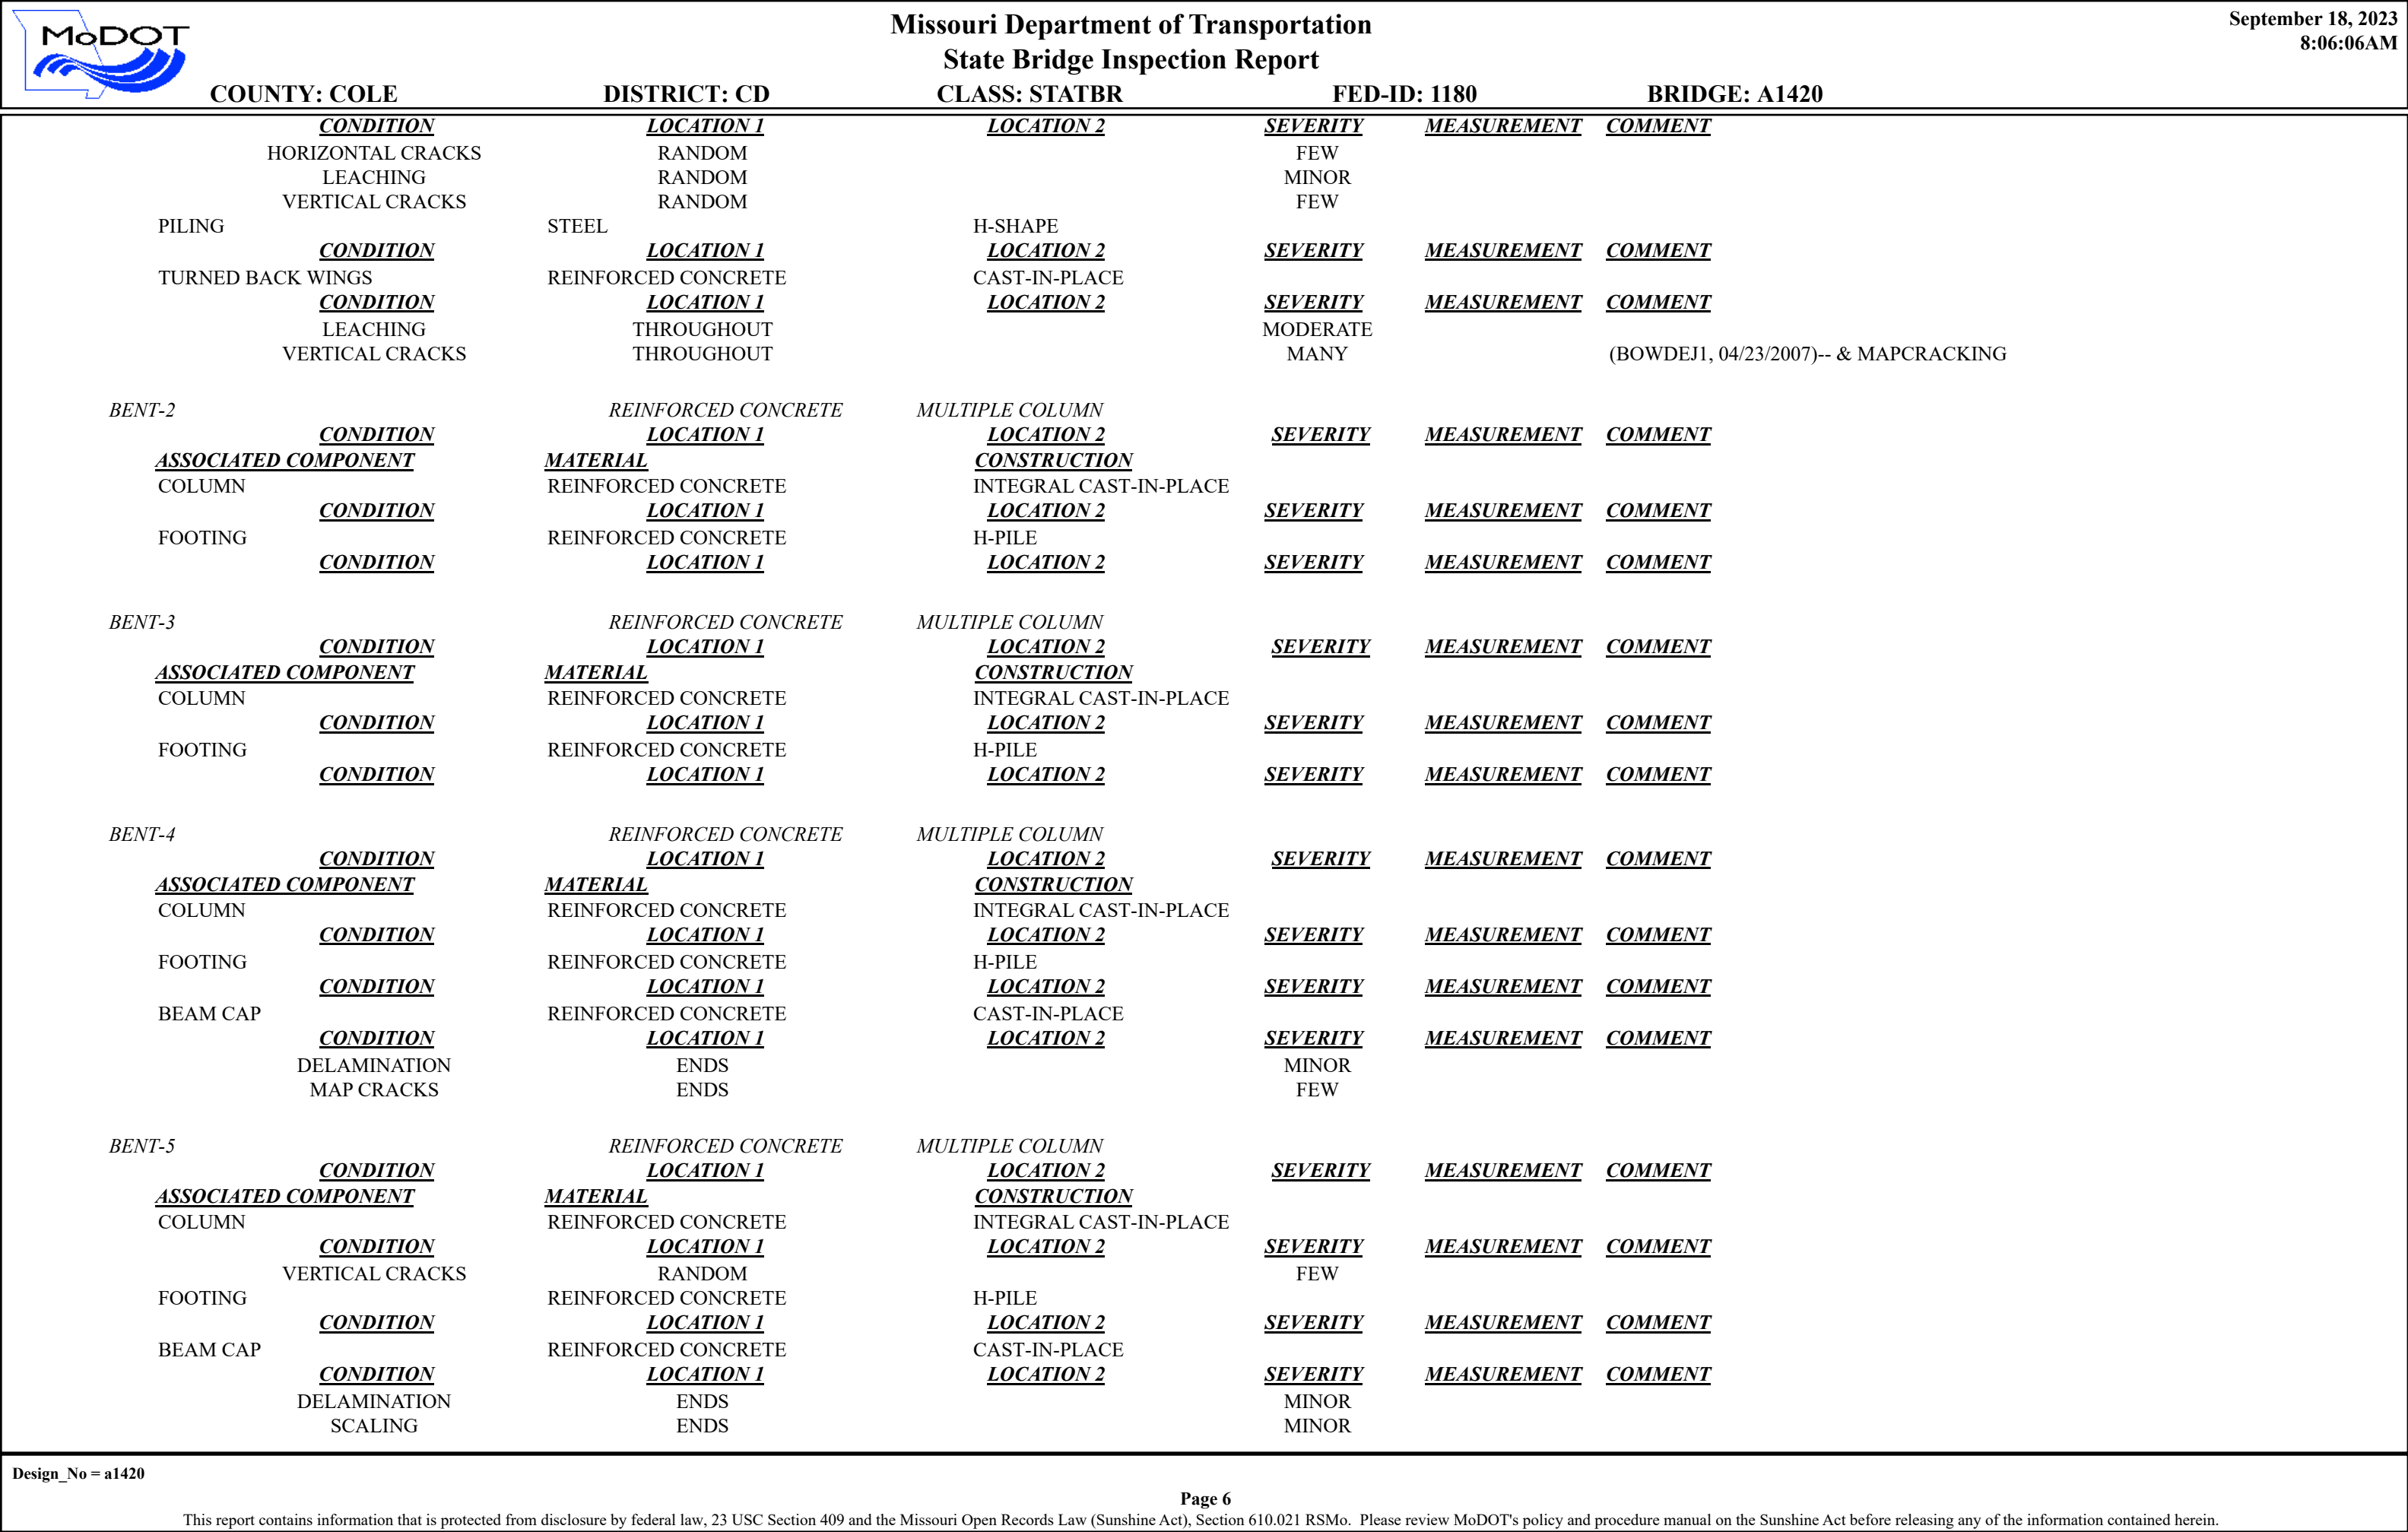 MoDOT
Missouri Department of Transportation
State Bridge Inspection Report
September 18, 2023
8:06:06AM
COUNTY: COLE DISTRICT: CD CLASS: STATBR FED-ID: 1180 BRIDGE: A1420
CONDITION LOCATION 1 LOCATION 2 SEVERITY MEASUREMENT COMMENT
HORIZONTAL CRACKS RANDOM FEW
LEACHING RANDOM MINOR
VERTICAL CRACKS RANDOM FEW
PILING STEEL H-SHAPE
CONDITION LOCATION 1 LOCATION 2 SEVERITY MEASUREMENT COMMENT
TURNED BACK WINGS REINFORCED CONCRETE CAST-IN-PLACE
CONDITION LOCATION 1 LOCATION 2 SEVERITY MEASUREMENT COMMENT
LEACHING THROUGHOUT MODERATE
VERTICAL CRACKS THROUGHOUT MANY (BOWDEJ1, 04/23/2007)-- & MAPCRACKING
BENT-2 REINFORCED CONCRETE MULTIPLE COLUMN
CONDITION LOCATION 1 LOCATION 2 SEVERITY MEASUREMENT COMMENT
ASSOCIATED COMPONENT MATERIAL CONSTRUCTION
COLUMN REINFORCED CONCRETE INTEGRAL CAST-IN-PLACE
CONDITION LOCATION 1 LOCATION 2 SEVERITY MEASUREMENT COMMENT
FOOTING REINFORCED CONCRETE H-PILE
CONDITION LOCATION 1 LOCATION 2 SEVERITY MEASUREMENT COMMENT
BENT-3 REINFORCED CONCRETE MULTIPLE COLUMN
CONDITION LOCATION 1 LOCATION 2 SEVERITY MEASUREMENT COMMENT
ASSOCIATED COMPONENT MATERIAL CONSTRUCTION
COLUMN REINFORCED CONCRETE INTEGRAL CAST-IN-PLACE
CONDITION LOCATION 1 LOCATION 2 SEVERITY MEASUREMENT COMMENT
FOOTING REINFORCED CONCRETE H-PILE
CONDITION LOCATION 1 LOCATION 2 SEVERITY MEASUREMENT COMMENT
BENT-4 REINFORCED CONCRETE MULTIPLE COLUMN
CONDITION LOCATION 1 LOCATION 2 SEVERITY MEASUREMENT COMMENT
ASSOCIATED COMPONENT MATERIAL CONSTRUCTION
COLUMN REINFORCED CONCRETE INTEGRAL CAST-IN-PLACE
CONDITION LOCATION 1 LOCATION 2 SEVERITY MEASUREMENT COMMENT
FOOTING REINFORCED CONCRETE H-PILE
CONDITION LOCATION 1 LOCATION 2 SEVERITY MEASUREMENT COMMENT
BEAM CAP REINFORCED CONCRETE CAST-IN-PLACE
CONDITION LOCATION 1 LOCATION 2 SEVERITY MEASUREMENT COMMENT
DELAMINATION ENDS MINOR
MAP CRACKS ENDS FEW
BENT-5 REINFORCED CONCRETE MULTIPLE COLUMN
CONDITION LOCATION 1 LOCATION 2 SEVERITY MEASUREMENT COMMENT
ASSOCIATED COMPONENT MATERIAL CONSTRUCTION
COLUMN REINFORCED CONCRETE INTEGRAL CAST-IN-PLACE
CONDITION LOCATION 1 LOCATION 2 SEVERITY MEASUREMENT COMMENT
VERTICAL CRACKS RANDOM FEW
FOOTING REINFORCED CONCRETE H-PILE
CONDITION LOCATION 1 LOCATION 2 SEVERITY MEASUREMENT COMMENT
BEAM CAP REINFORCED CONCRETE CAST-IN-PLACE
CONDITION LOCATION 1 LOCATION 2 SEVERITY MEASUREMENT COMMENT
DELAMINATION ENDS MINOR
SCALING ENDS MINOR
Design_No = a1420
Page 6
This report contains information that is protected from disclosure by federal law, 23 USC Section 409 and the Missouri Open Records Law (Sunshine Act), Section 610.021 RSMo. Please review MoDOT's policy and procedure manual on the Sunshine Act before releasing any of the information contained herein.